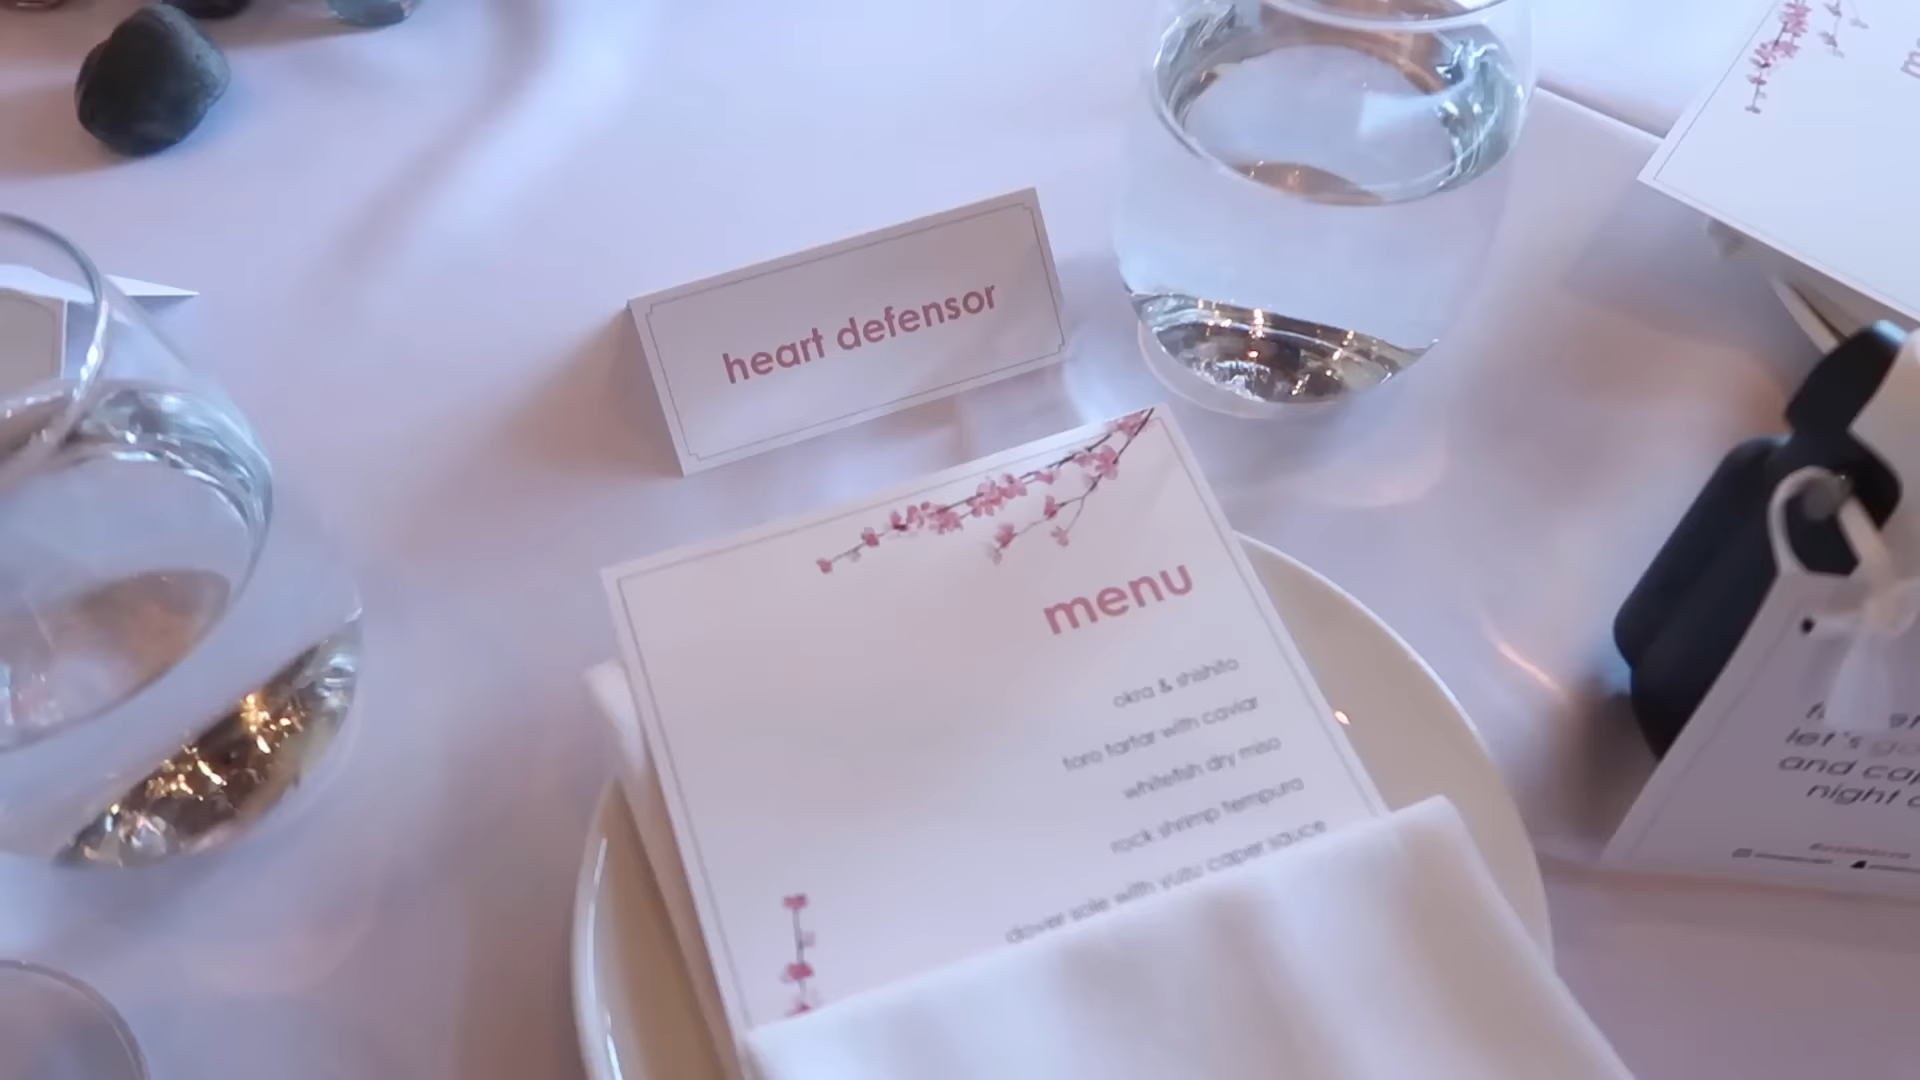 heart defensor
menu
okra & shishito
toro tartar with caviar
whitefish dry miso
rock shrimp tempura
dover sole with yuzu caper sauce
let's
and
night